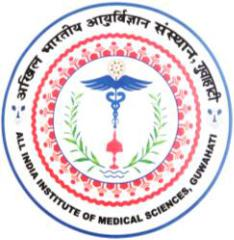 अखिल भारतीय आयुर्विज्ञान संस्थान, गुवाहाटी
ALL INDIA INSTITUTE OF MEDICAL SCIENCES, GUWAHATI